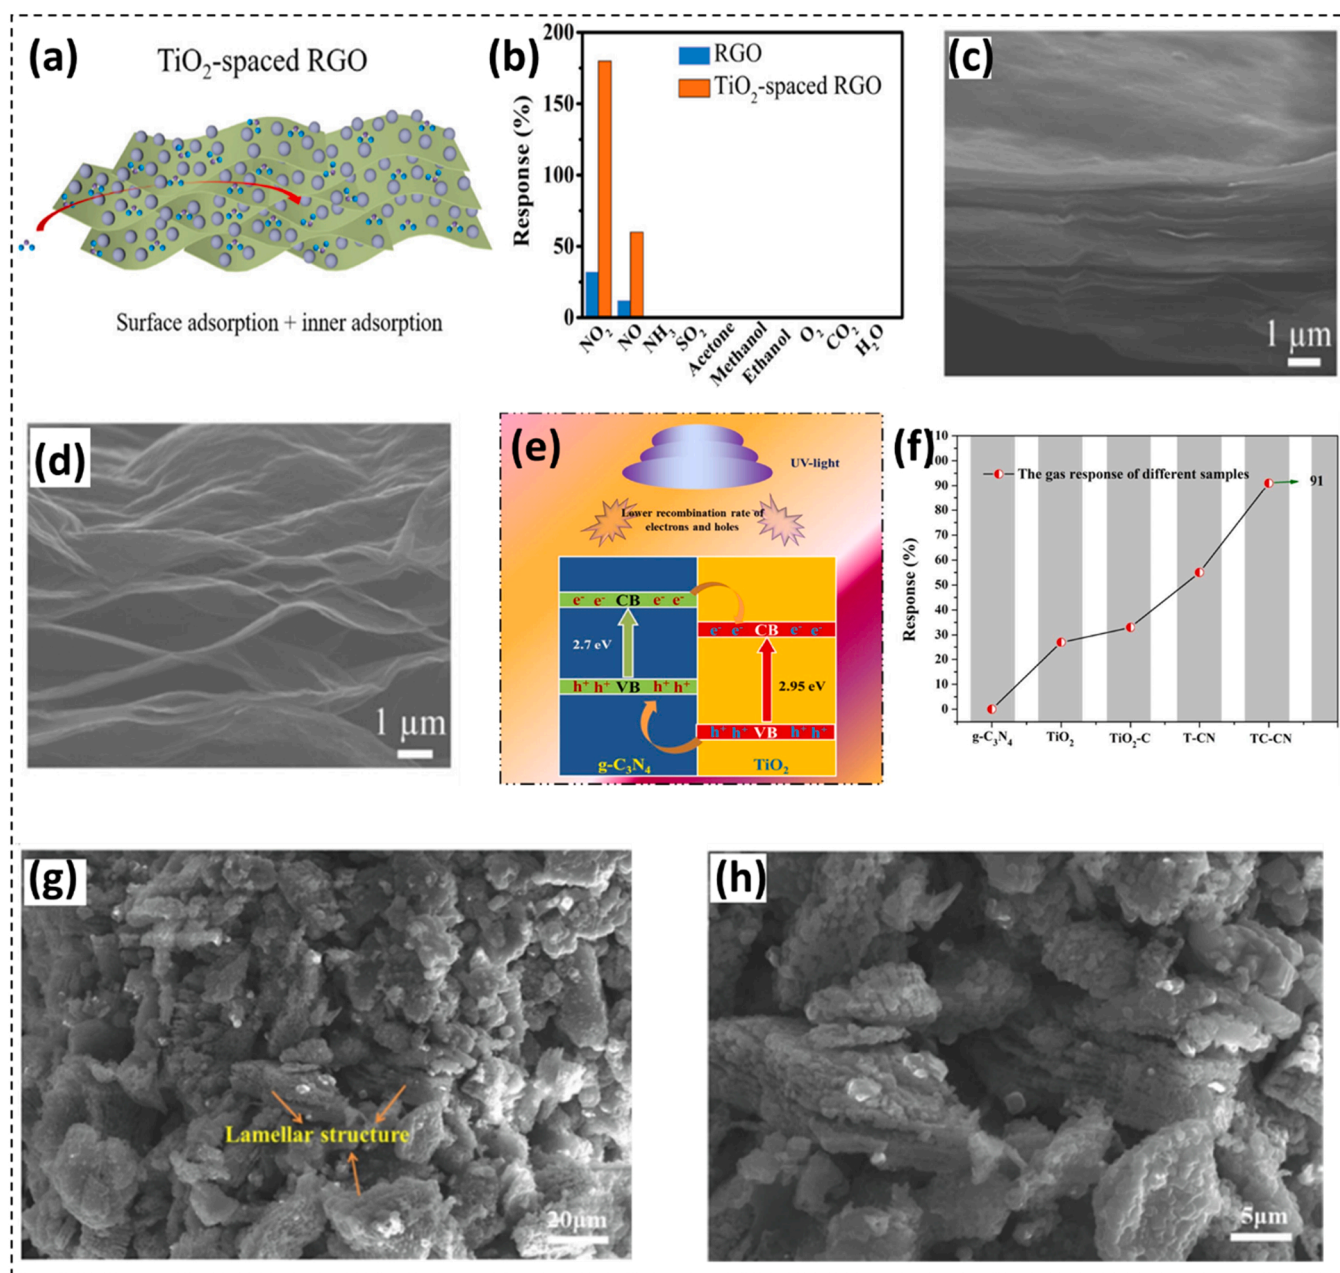 (a)
TiO₂-spaced RGO
Surface adsorption + inner adsorption
(b)
Response (%)
200
150
100
50
0
RGO
TiO₂-spaced RGO
NO₂
NO
NH₃
SO₂
Acetone
Methanol
Ethanol
O₂
CO₂
H₂O
(c)
1 μm
(d)
1 μm
(e)
UV-light
Lower recombination rate of
electrons and holes
e⁻ e⁻ CB e⁻ e⁻
2.7 eV
h⁺ h⁺ VB h⁺ h⁺
g-C₃N₄
e⁻ e⁻ CB e⁻ e⁻
2.95 eV
h⁺ h⁺ VB h⁺ h⁺
TiO₂
(f)
Response (%)
10
00
90
80
70
60
50
40
30
20
10
0
The gas response of different samples
91
g-C₃N₄
TiO₂
TiO₂-C
T-CN
TC-CN
(g)
Lamellar structure
20μm
(h)
5μm